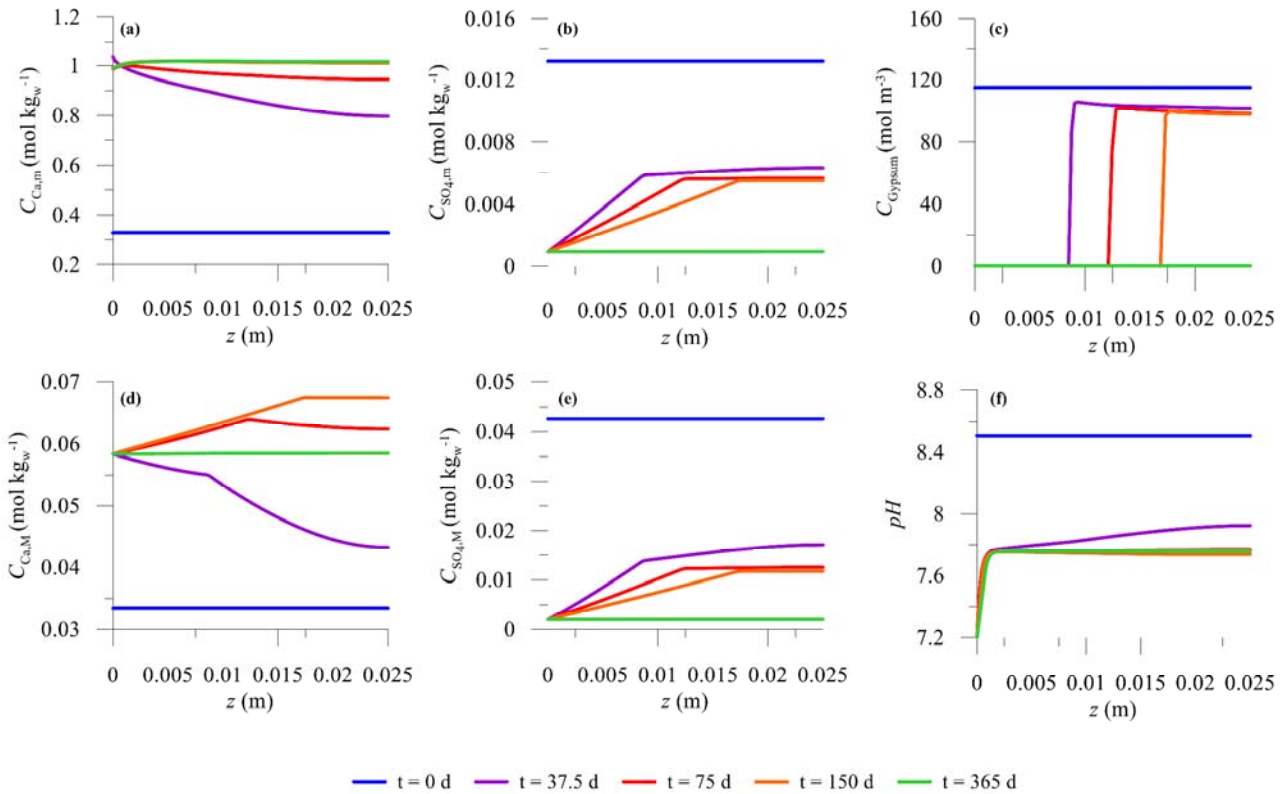 (a)
C_Ca,m (mol kg_w^-1)
1.2
1
0.8
0.6
0.4
0.2
0 0.005 0.01 0.015 0.02 0.025
z (m)
(b)
C_SO4,m (mol kg_w^-1)
0.016
0.012
0.008
0.004
0
0 0.005 0.01 0.015 0.02 0.025
z (m)
(c)
C_Gypsum (mol m^-3)
160
120
80
40
0
0 0.005 0.01 0.015 0.02 0.025
z (m)
(d)
C_Ca,M (mol kg_w^-1)
0.07
0.06
0.05
0.04
0.03
0 0.005 0.01 0.015 0.02 0.025
z (m)
(e)
C_SO4,M (mol kg_w^-1)
0.05
0.04
0.03
0.02
0.01
0
0 0.005 0.01 0.015 0.02 0.025
z (m)
(f)
pH
8.8
8.4
8
7.6
7.2
0 0.005 0.01 0.015 0.02 0.025
z (m)
t = 0 d t = 37.5 d t = 75 d t = 150 d t = 365 d